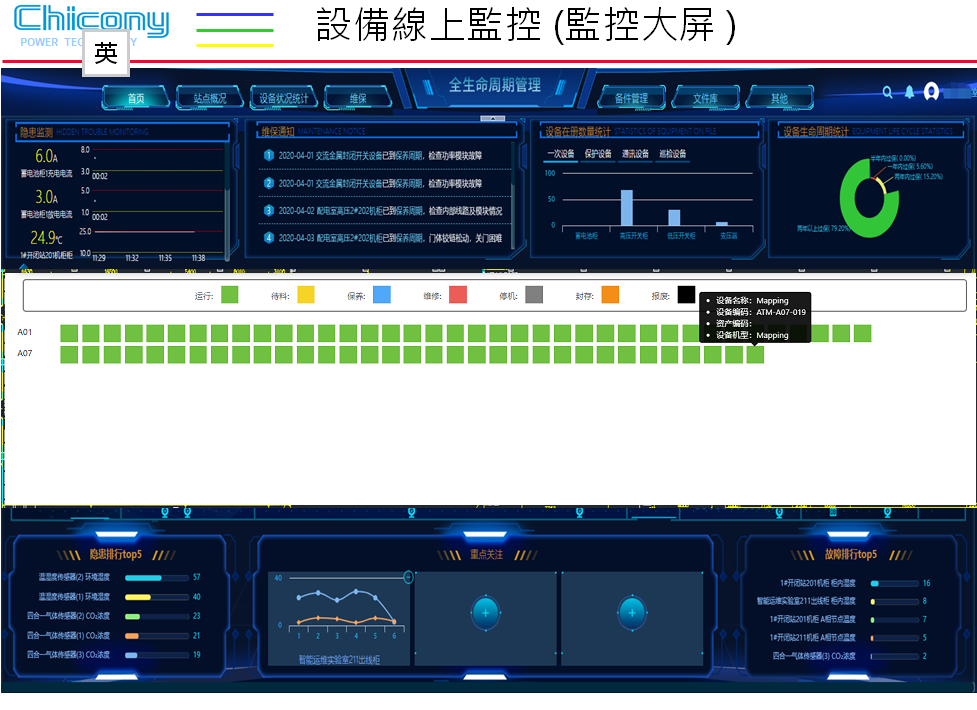 Chicony
POWER TEC Y
英
設備線上監控 (監控大屏 )
首页
站点概况
设备状况统计
维保
全生命周期管理
备件管理
文件库
其他
隐患监测 HIDDEN TROUBLE MONITORING
6.0A
蓄电池柜1充电电流
3.0A
蓄电池柜1放电电流
24.9℃
1#开闭站201机柜柜
8.0
3.0
00:02
5.0
1.0
00:02
25.0
10.0
11:29 11:32 11:35 11:38
维保通知 MAINTENANCE NOTICE
1 2020-04-01 交流金属封闭开关设备已到保养周期，检查功率模块故障
2 2020-04-01 交流金属封闭开关设备已到保养周期，检查功率模块故障
3 2020-04-02 配电室高压2#202机柜已到保养周期，检查内部线路及模块情况
4 2020-04-03 配电室高压2#202机柜已到保养周期，门体铰链松动，关门困难
设备在册数量统计 STATISTICS OF EQUIPMENT ON FILE
一次设备 保护设备 通讯设备 巡检设备
100
50
0
蓄电池柜 高压开关柜 低压开关柜 变压器
设备生命周期统计 EQUIPMENT LIFE CYCLE STATISTICS
半年内过保( 0.00%)
一年内过保( 5.60%)
两年内过保( 15.20%)
两年以上过保( 79.20%)
运行: 待料: 保养: 维修: 停机: 封存: 报废:
设备名称: Mapping
设备编码: ATM-A07-019
资产编码:
设备机型: Mapping
A01
A07
隐患排行top5
温湿度传感器(2) 环境湿度 57
温湿度传感器(1) 环境湿度 40
四合一气体传感器(2) CO₂浓度 23
四合一气体传感器(1) CO₂浓度 21
四合一气体传感器(3) CO₂浓度 19
重点关注
40
0
1 2 3 4 5 6
智能运维实验室211出线柜
故障排行top5
1#开闭站201机柜 柜内湿度 16
智能运维实验室211出线柜 柜内湿度 8
1#开闭站201机柜 A相节点温度 7
1#开闭站211机柜 A相节点温度 5
四合一气体传感器(3) CO₂浓度 2